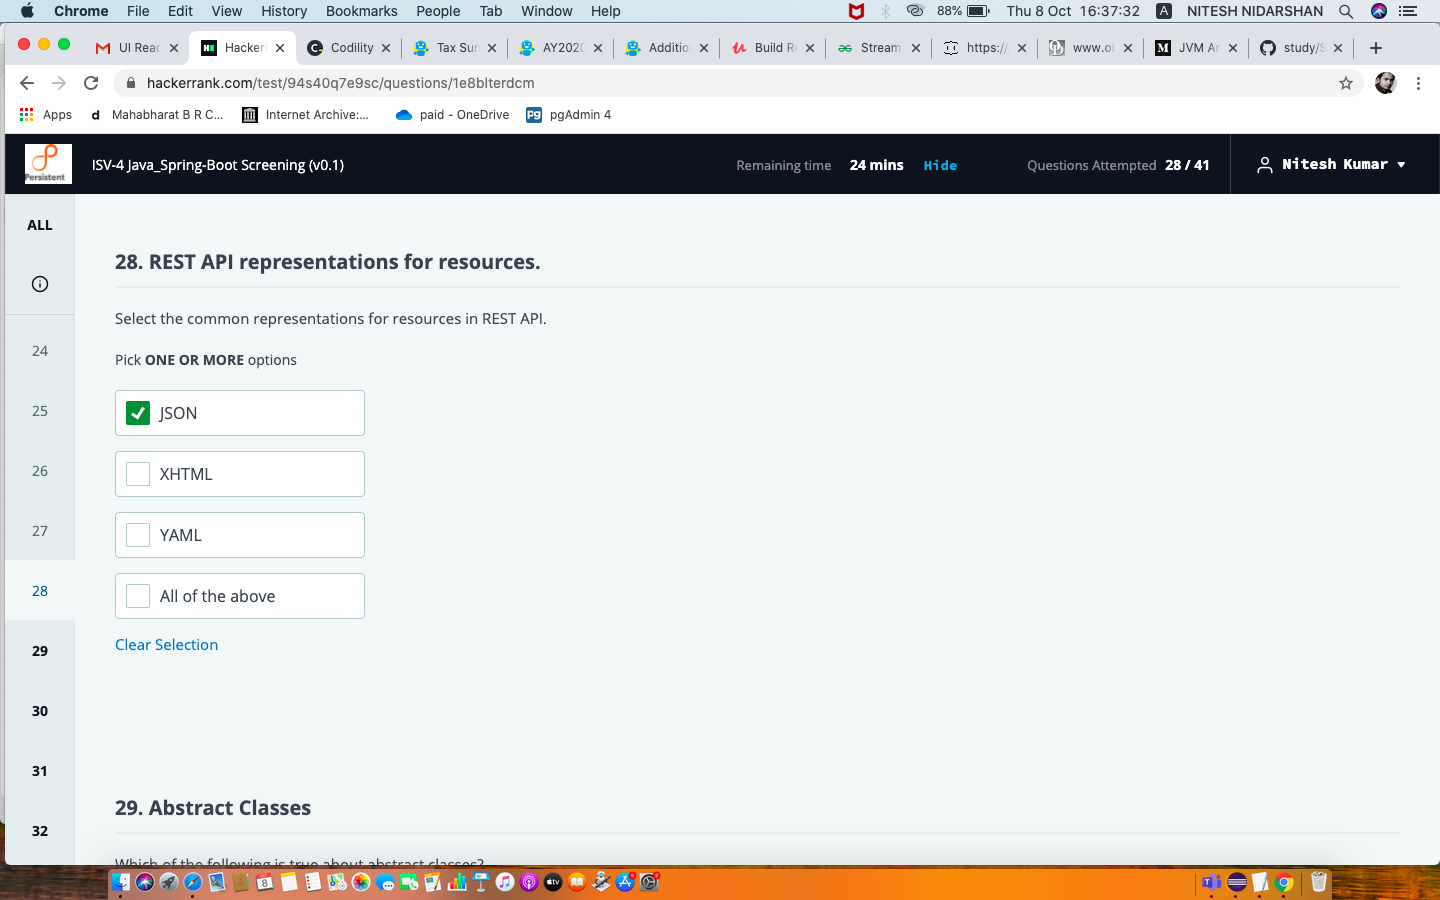 Chrome File Edit View History Bookmarks People Tab Window Help 88% Thu 8 Oct 16:37:32 A NITESH NIDARSHAN
UI Reac Hacker Codility Tax Sur AY202 Additio Build R Stream https:// www.ol JVM Ar study/S
hackerrank.com/test/94s40q7e9sc/questions/1e8blterdcm
Apps d Mahabharat B R C... Internet Archive:... paid - OneDrive pgAdmin 4
Persistent ISV-4 Java_Spring-Boot Screening (v0.1) Remaining time 24 mins Hide Questions Attempted 28 / 41 Nitesh Kumar
ALL
24
25
26
27
28
29
30
31
32
28. REST API representations for resources.
Select the common representations for resources in REST API.
Pick ONE OR MORE options
JSON
XHTML
YAML
All of the above
Clear Selection
29. Abstract Classes
Which of the following is true about abstract classes?